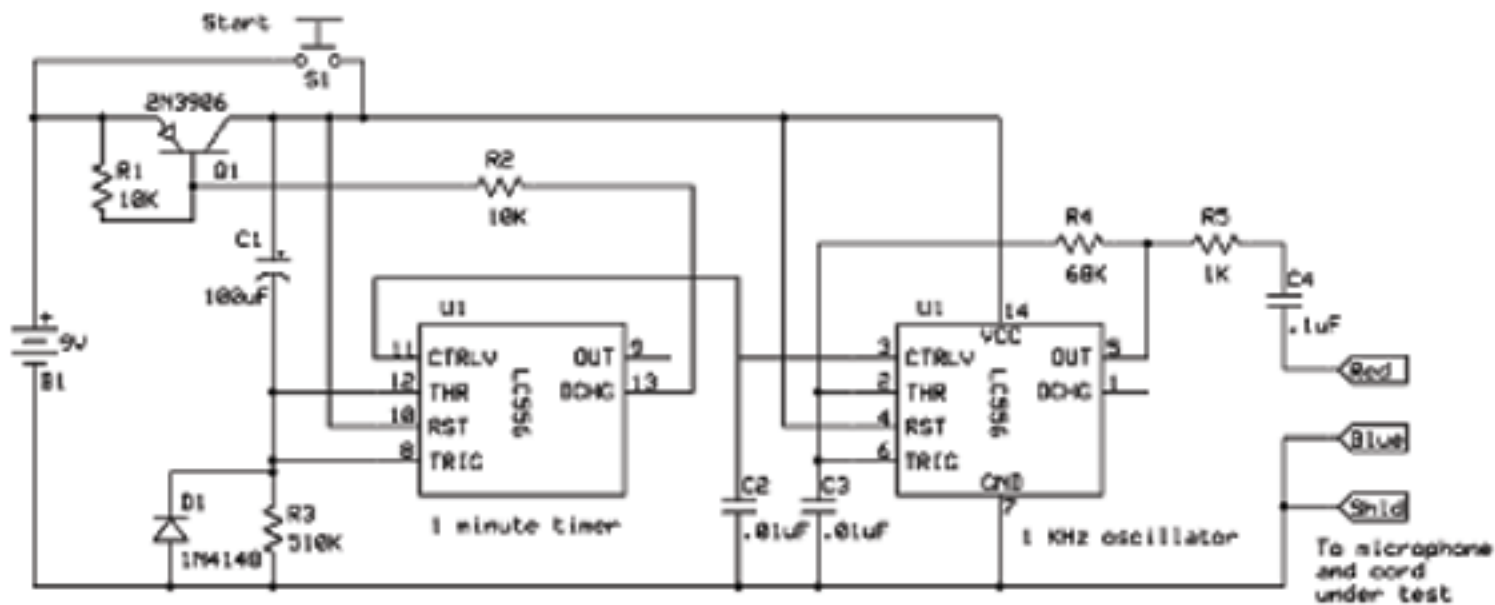 Start
S1
2N3906
R1
10K
Q1
R2
10K
C1
100uF
R4
68K
R5
1K
C4
.1uF
9V
B1
U1
11 CTRLV OUT 9
12 THR DCHG 13
10 RST
8 TRIG
LC556
1 minute timer
U1
14
VCC
3 CTRLV OUT 5
2 THR DCHG 1
4 RST
6 TRIG
LC556
GND
7
1 KHz oscillator
Red
Blue
Shld
D1
1N4148
R3
510K
C2
.01uF
C3
.01uF
To microphone
and cord
under test